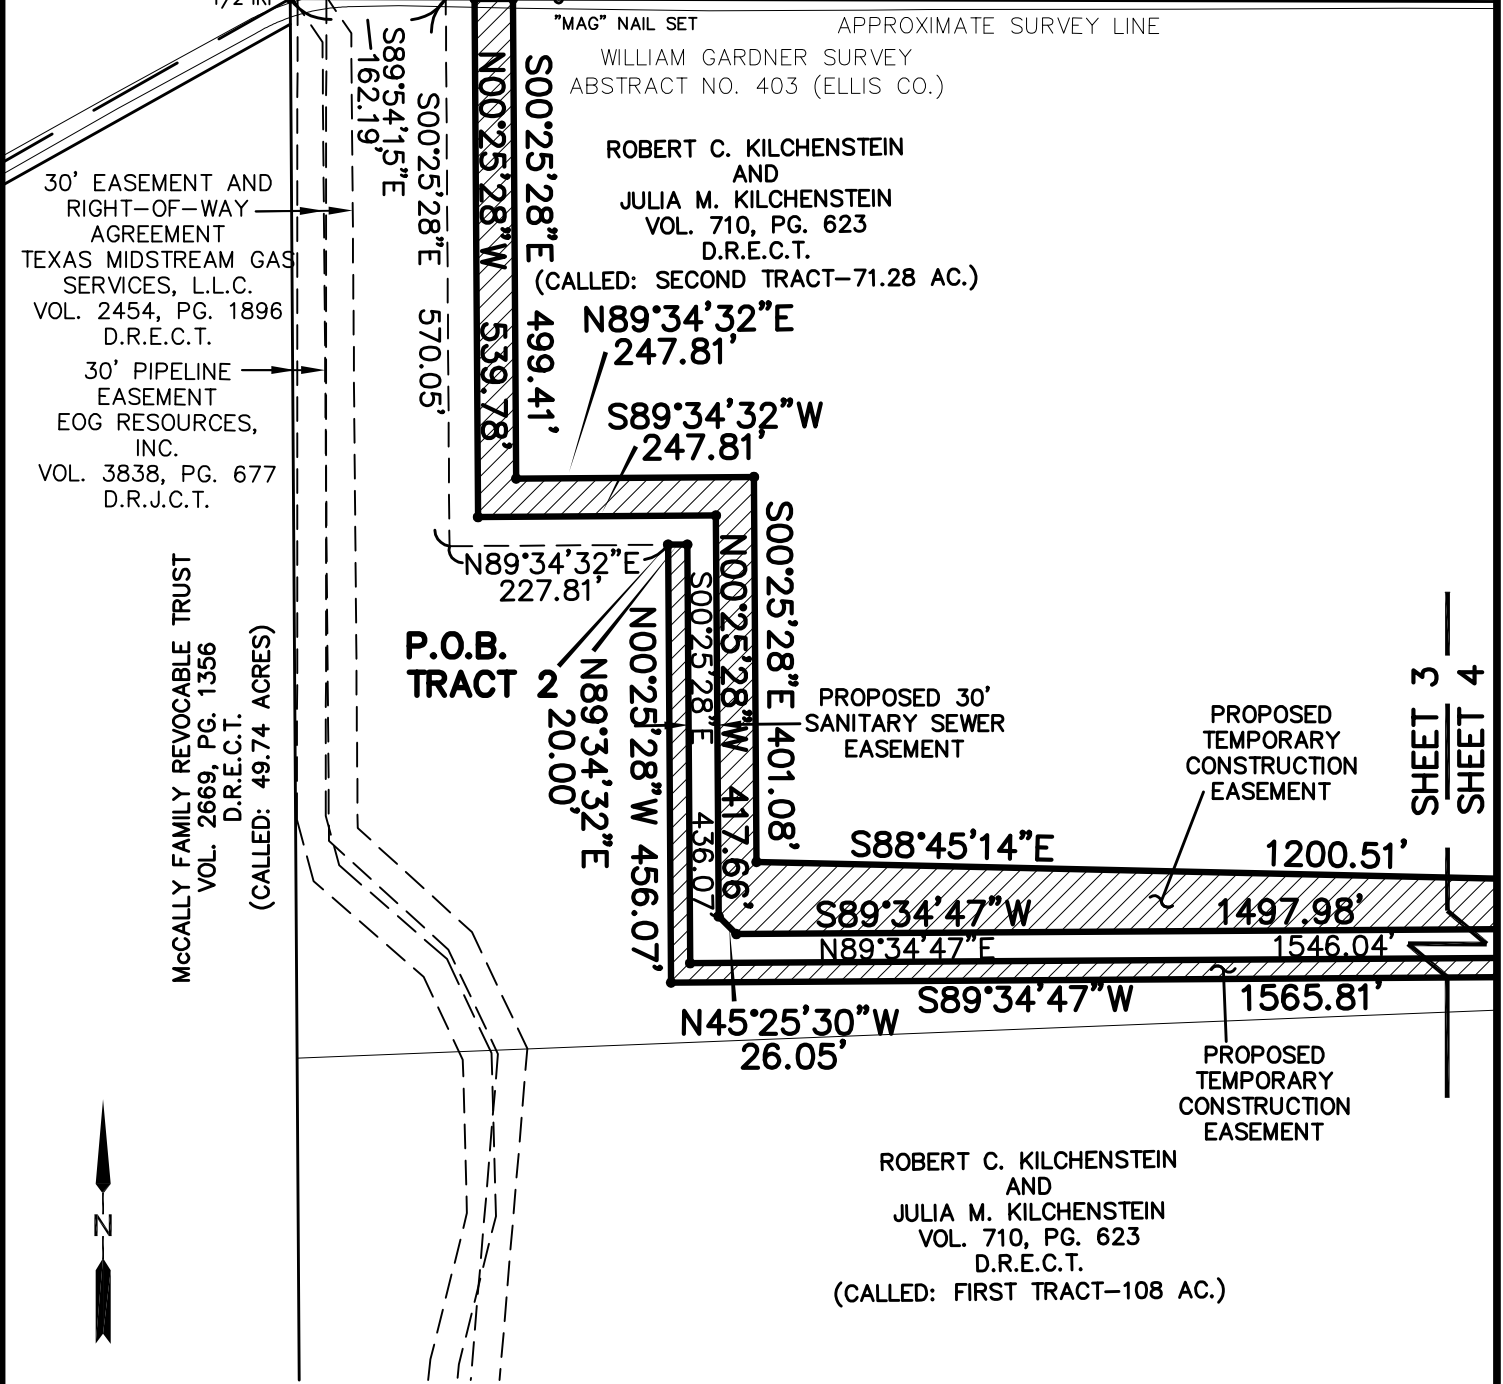 "MAG" NAIL SET
APPROXIMATE SURVEY LINE
WILLIAM GARDNER SURVEY
ABSTRACT NO. 403 (ELLIS CO.)
S89°54'15"E
162.19'
S00°25'28"E 570.05'
N00°25'28"W 539.78'
S00°25'28"E 499.41'
ROBERT C. KILCHENSTEIN
AND
JULIA M. KILCHENSTEIN
VOL. 710, PG. 623
D.R.E.C.T.
(CALLED: SECOND TRACT-71.28 AC.)
30' EASEMENT AND
RIGHT-OF-WAY
AGREEMENT
TEXAS MIDSTREAM GAS
SERVICES, L.L.C.
VOL. 2454, PG. 1896
D.R.E.C.T.
30' PIPELINE
EASEMENT
EOG RESOURCES,
INC.
VOL. 3838, PG. 677
D.R.J.C.T.
N89°34'32"E
247.81'
S89°34'32"W
247.81'
N89°34'32"E
227.81'
P.O.B.
TRACT 2
N89°34'32"E
20.00'
N00°25'28"W 456.07'
S00°25'28"E 436.07'
N00°25'28"W 417.66'
S00°25'28"E 401.08'
PROPOSED 30'
SANITARY SEWER
EASEMENT
McCALLY FAMILY REVOCABLE TRUST
VOL. 2669, PG. 1356
D.R.E.C.T.
(CALLED: 49.74 ACRES)
PROPOSED
TEMPORARY
CONSTRUCTION
EASEMENT
SHEET 3
SHEET 4
S88°45'14"E 1200.51'
S89°34'47"W 1497.98'
N89°34'47"E 1546.04'
S89°34'47"W 1565.81'
N45°25'30"W
26.05'
PROPOSED
TEMPORARY
CONSTRUCTION
EASEMENT
ROBERT C. KILCHENSTEIN
AND
JULIA M. KILCHENSTEIN
VOL. 710, PG. 623
D.R.E.C.T.
(CALLED: FIRST TRACT-108 AC.)
N